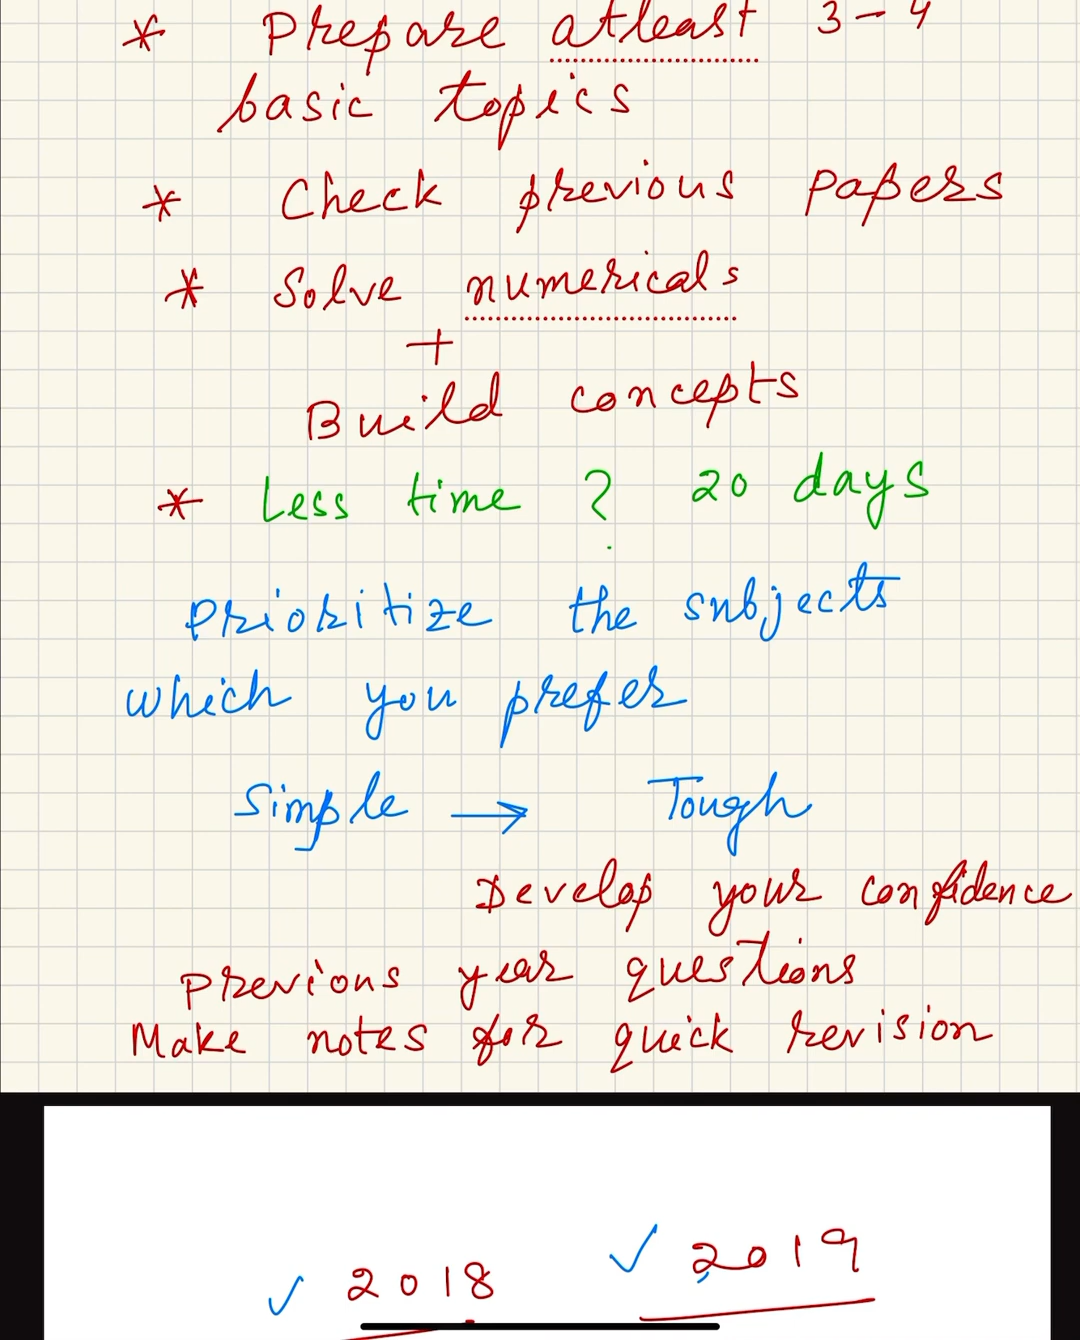 * Prepare atleast 3-4
basic topics
* Check previous papers
* Solve numericals
+
Build concepts
* Less time ? 20 days
Prioritize the subjects
which you prefer
Simple → Tough
Develop your confidence
Previous year questions
Make notes for quick revision
✓ 2018 ✓ 2019